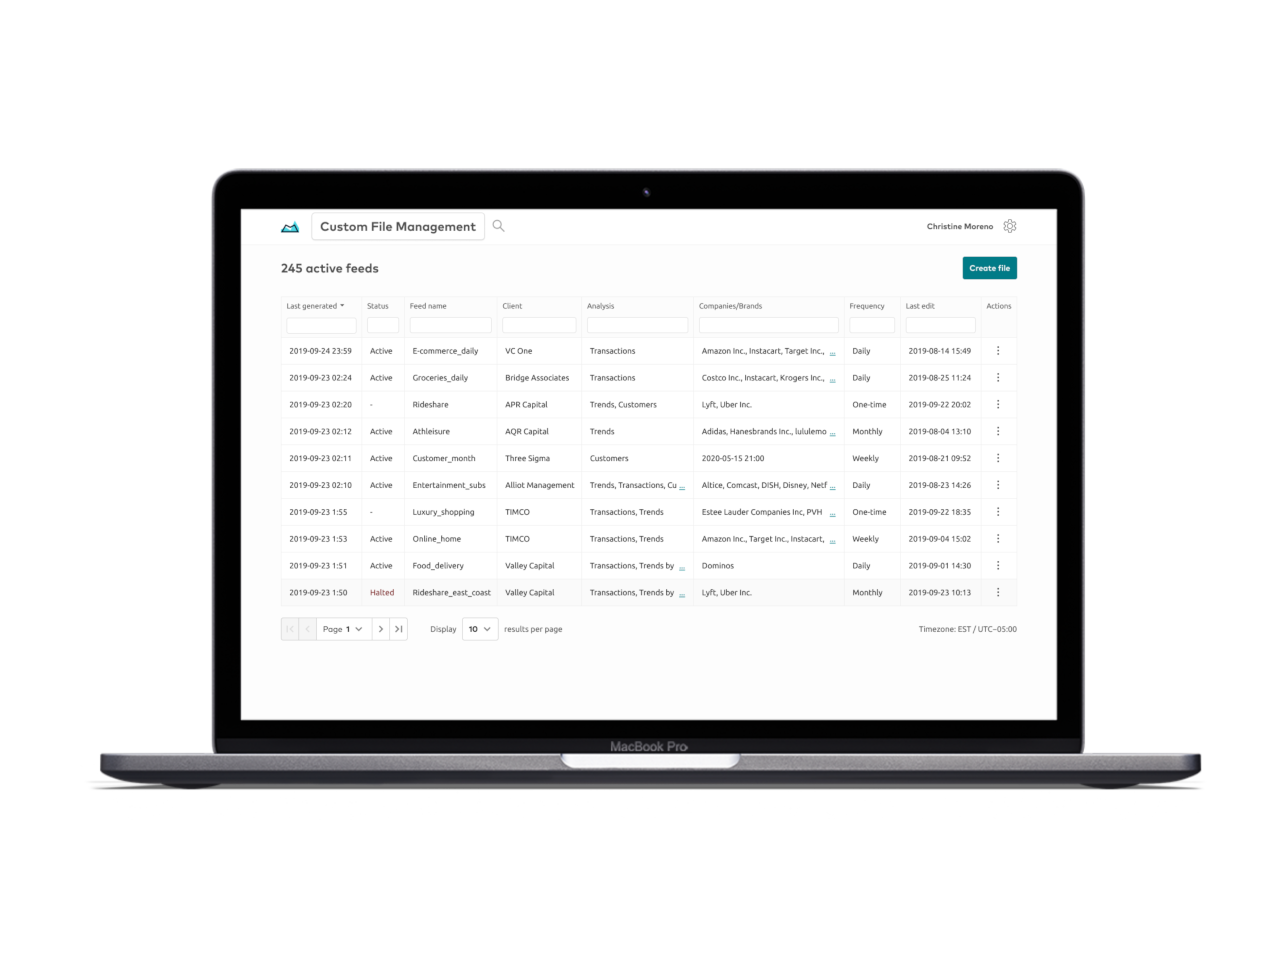 Custom File Management
Christine Moreno
245 active feeds
Create file
Last generated Status Feed name Client Analysis Companies/Brands Frequency Last edit Actions
2019-09-24 23:59 Active E-commerce_daily VC One Transactions Amazon Inc., Instacart, Target Inc., ... Daily 2019-08-14 15:49
2019-09-23 02:24 Active Groceries_daily Bridge Associates Transactions Costco Inc., Instacart, Krogers Inc., ... Daily 2019-08-25 11:24
2019-09-23 02:20 - Rideshare APR Capital Trends, Customers Lyft, Uber Inc. One-time 2019-09-22 20:02
2019-09-23 02:12 Active Athleisure AQR Capital Trends Adidas, Hanesbrands Inc., lululemo ... Monthly 2019-08-04 13:10
2019-09-23 02:11 Active Customer_month Three Sigma Customers 2020-05-15 21:00 Weekly 2019-08-21 09:52
2019-09-23 02:10 Active Entertainment_subs Alliot Management Trends, Transactions, Cu ... Altice, Comcast, DISH, Disney, Netf ... Daily 2019-08-23 14:26
2019-09-23 1:55 - Luxury_shopping TIMCO Transactions, Trends Estee Lauder Companies Inc, PVH ... One-time 2019-09-22 18:35
2019-09-23 1:53 Active Online_home TIMCO Transactions, Trends Amazon Inc., Target Inc., Instacart, ... Weekly 2019-09-04 15:02
2019-09-23 1:51 Active Food_delivery Valley Capital Transactions, Trends by ... Dominos Daily 2019-09-01 14:30
2019-09-23 1:50 Halted Rideshare_east_coast Valley Capital Transactions, Trends by ... Lyft, Uber Inc. Monthly 2019-09-23 10:13
Page 1 Display 10 results per page Timezone: EST / UTC−05:00
MacBook Pro